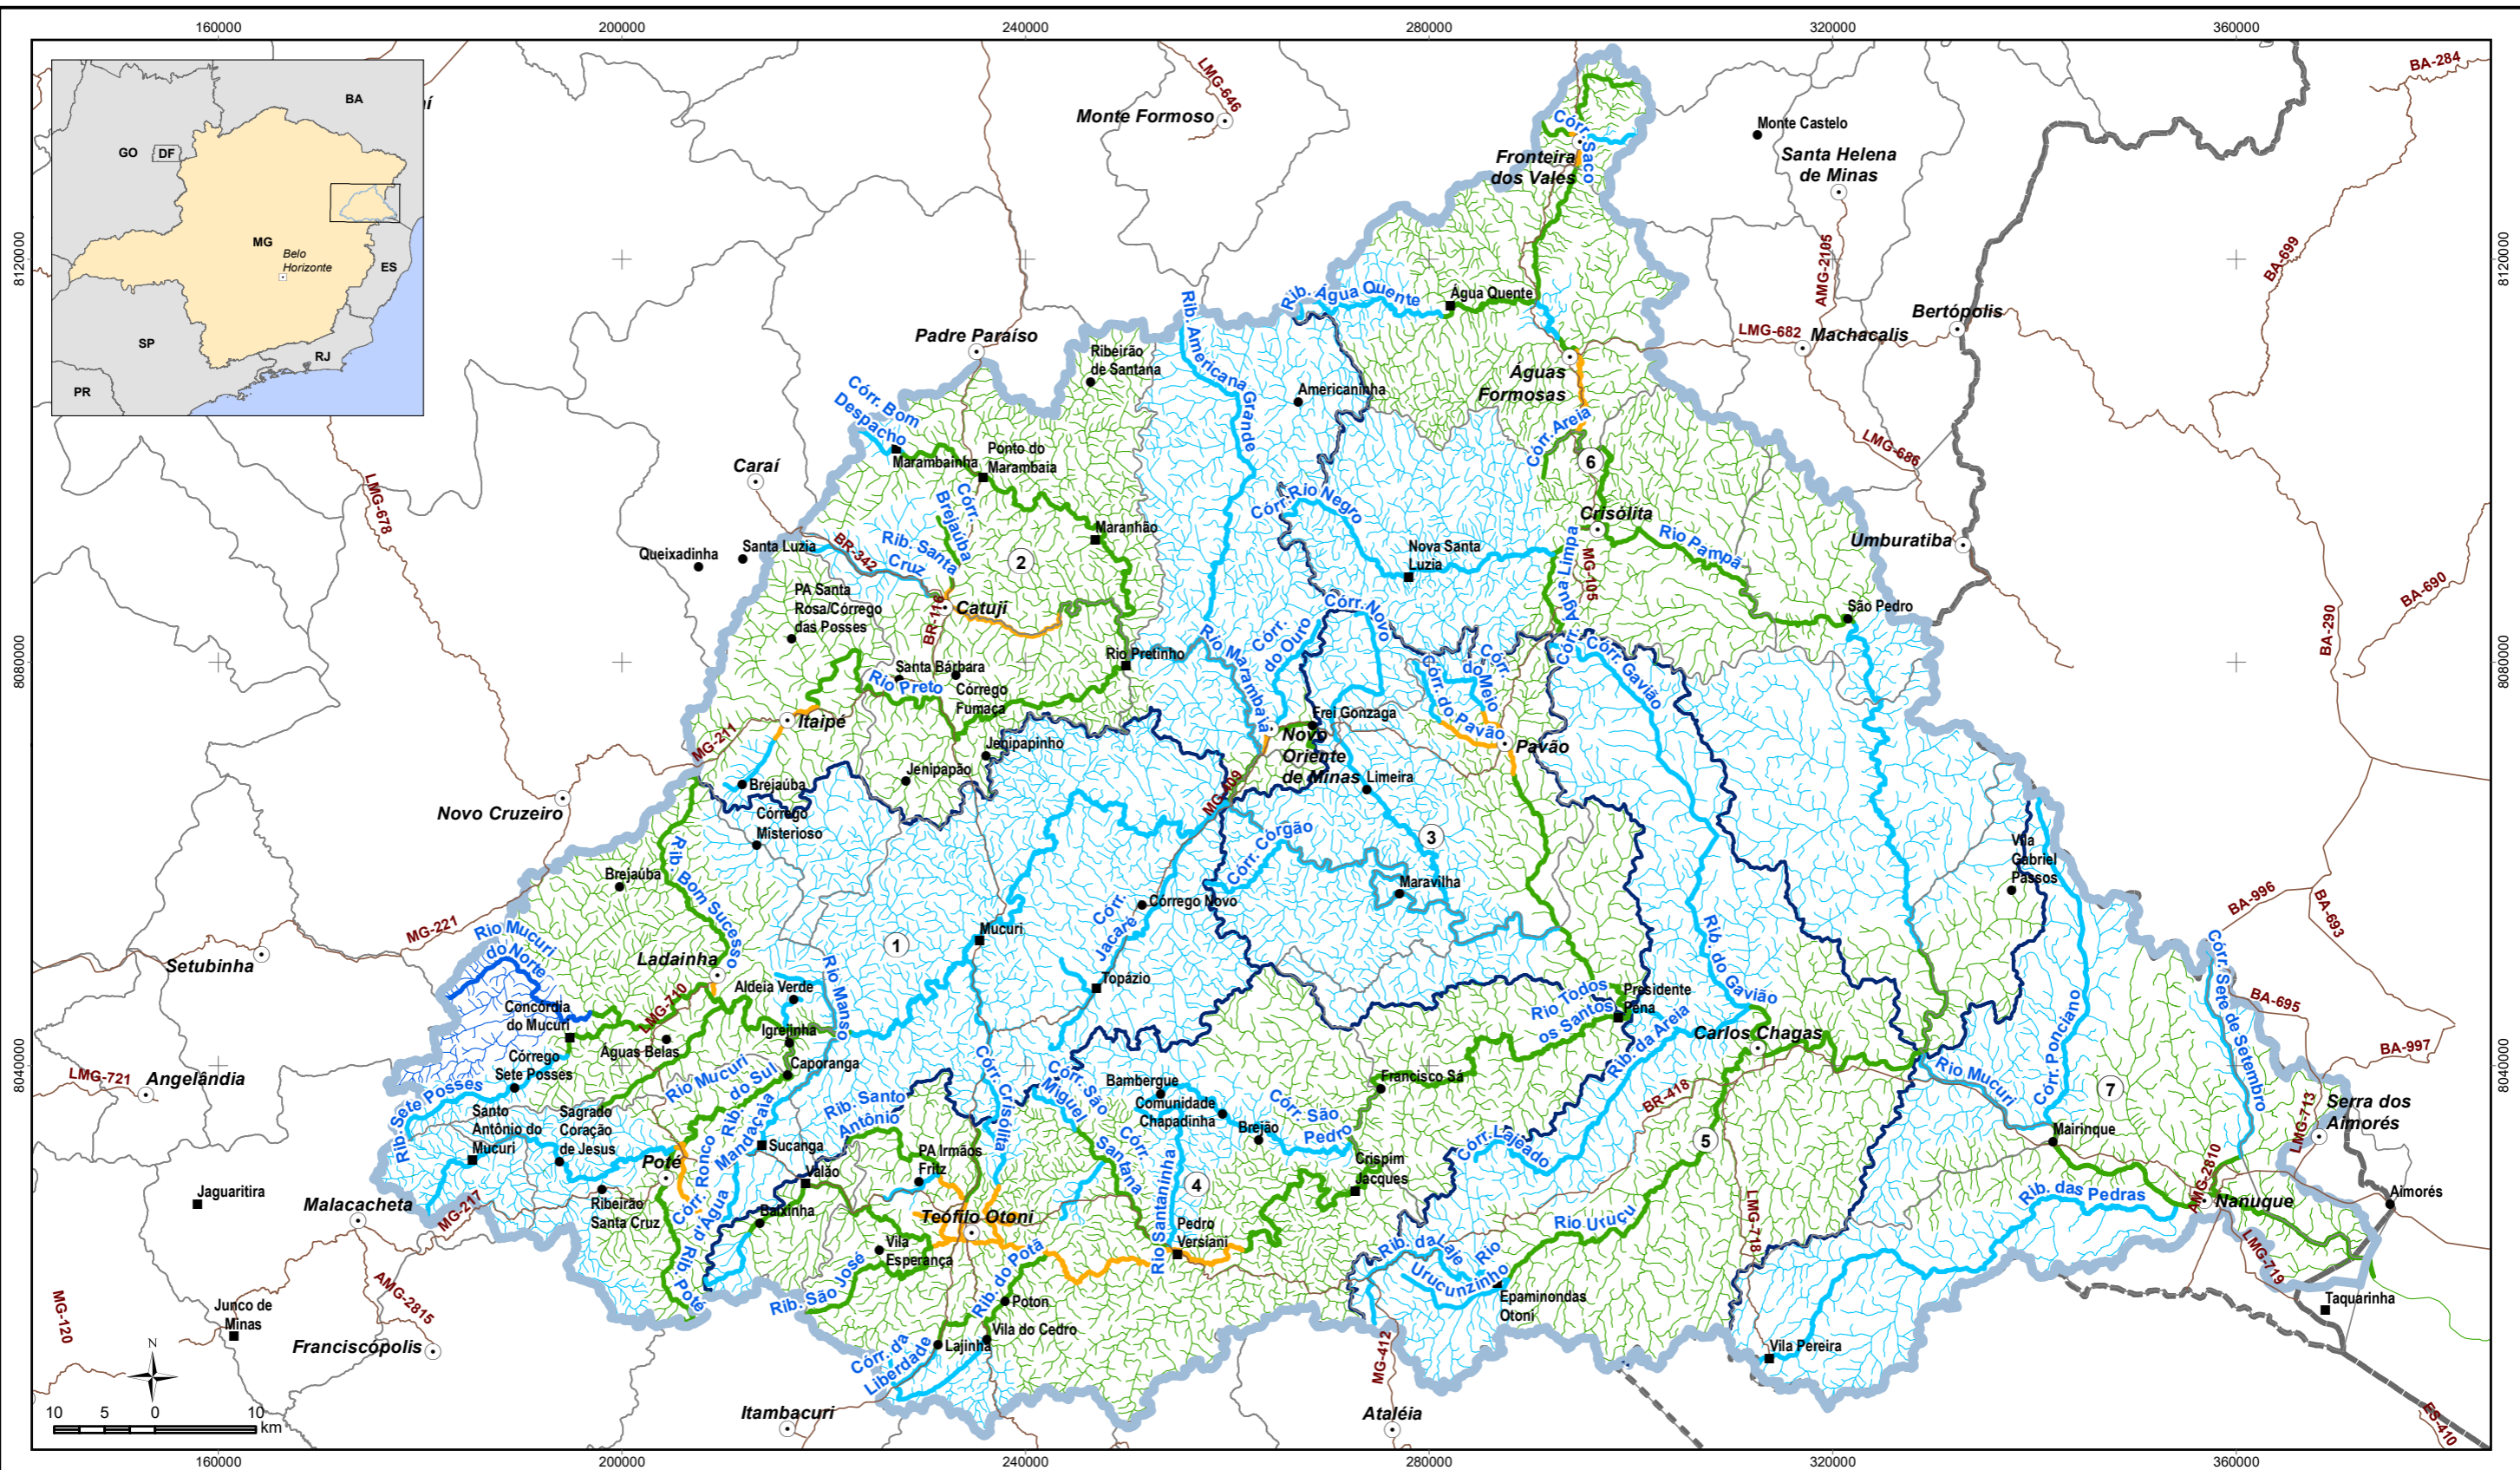 160000
200000
240000
280000
320000
360000
8120000
8080000
8040000
8120000
8080000
8040000
BA
GO
DF
MG
Belo
Horizonte
ES
SP
RJ
PR
LMG-646
Monte Formoso
BA-284
Monte Castelo
Santa Helena
de Minas
Córr. Saco
Fronteira
dos Vales
AMG-2105
BA-699
Rib. Água Quente
Água Quente
Bertópolis
LMG-682
Machacalis
Padre Paraíso
Ribeirão
de Santana
Rib. Americana Grande
Americaninha
Águas
Formosas
Córr. Bom
Despacho
Marambainha
Ponto do
Marambaia
Córr. Areia
6
LMG-686
Caraí
LMG-678
Córr.
Brejaúba
Maranhão
Córr. Rio Negro
Crisólita
Rio Pampã
Umburatiba
Queixadinha
Santa Luzia
BR-342
Rib. Santa
Cruz
2
Nova Santa
Luzia
Córr. Água Limpa
MG-105
BA-690
BA-290
PA Santa
Rosa/Córrego
das Posses
BR-116
Catuji
Córr. Novo
São Pedro
Rio Marambaia
Córr.
do Ouro
Rio Pretinho
Santa Bárbara
Rio Preto
Córrego
Fumaça
Córr. do Pavão
Córr.
do Meio
Córr. Gavião
Itaipé
MG-211
Frei Gonzaga
Novo
Oriente
de Minas
Pavão
Jenipapinho
Jenipapão
Limeira
Brejaúba
Novo Cruzeiro
Córrego
Misterioso
MG-409
3
Córr. Corgão
Vila
Gabriel
Passos
Rib. Bom Sucesso
Brejaúba
Maravilha
Córrego Novo
Córr.
Jacaré
BA-996
BA-693
MG-221
Rio Mucuri
do Norte
Mucuri
1
Setubinha
Ladainha
Rio Manso
Topázio
Rib. do Gavião
Córr. Sete de Setembro
Aldeia Verde
Rio Todos
os Santos
Presidente
Pena
BA-695
Concórdia
do Mucuri
LMG-710
Igrejinha
Rib. da Areia
Carlos Chagas
Córr. Ponciano
Águas Belas
Caporanga
Córrego
Sete Posses
Rio Mucuri
do Sul
Córr. Crisólita
Córr. São
Miguel
Francisco Sá
Rio Mucuri
BA-997
LMG-721
Angelândia
Rib. Sete Posses
Bambergue
Comunidade
Chapadinha
Córr. São
Pedro
BR-418
7
LMG-713
Serra dos
Aimorés
Santo
Antônio do
Mucuri
Sagrado
Coração
de Jesus
Rib.
Mandaçaia
Rib. Santo
Antônio
Brejão
Córr. Lajeado
5
Mairinque
Sucanga
Córr.
Santana
Poté
PA Irmãos
Fritz
Valão
Crispim
Jacques
Rio Santaninha
4
AMG-2810
Jaguaritira
Malacacheta
MG-217
Ribeirão
Santa Cruz
Córr. Ronco
d'Água
Baixinha
Teófilo Otoni
Pedro
Versiani
Rio Uruçu
LMG-718
Rib. das Pedras
Nanuque
Aimorés
Vila
Esperança
Rib. São José
Rib. do Potã
Rib. da Laje
Rio
Urucunzinho
LMG-719
Rib. Poté
AMG-2815
MG-120
Junco de
Minas
Poton
Epaminondas
Otoni
Taquarinha
Franciscópolis
Córr. da
Liberdade
Lajinha
Vila do Cedro
MG-412
Vila Pereira
N
10
5
0
10
km
Itambacuri
Ataléia
ES-410
160000
200000
240000
280000
320000
360000